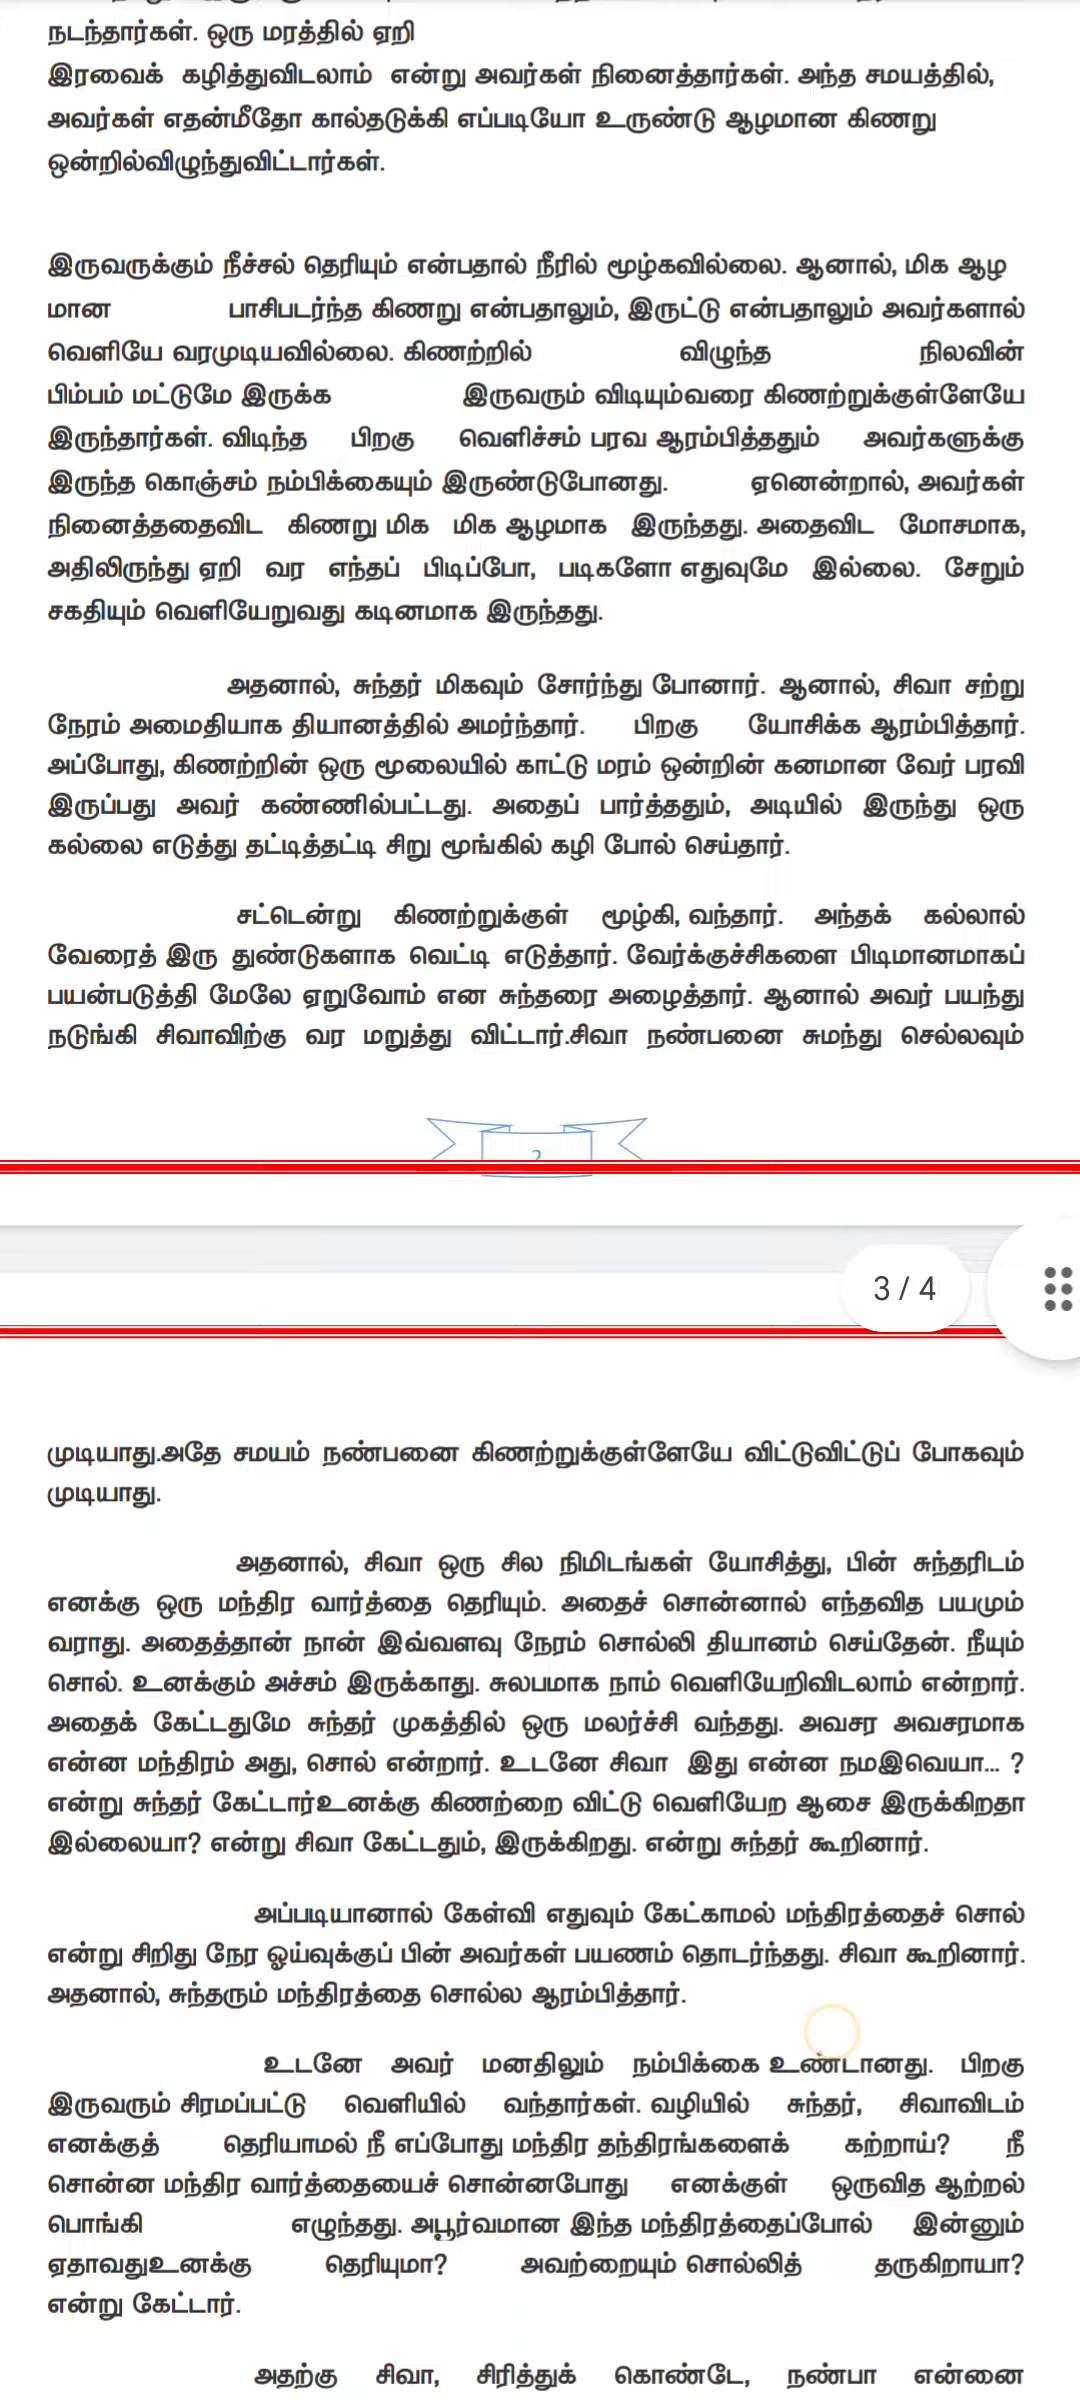 நடந்தார்கள். ஒரு மரத்தில் ஏறி
இரவைக் கழித்துவிடலாம் என்று அவர்கள் நினைத்தார்கள். அந்த சமயத்தில்,
அவர்கள் எதன்மீதோ கால்தடுக்கி எப்படியோ உருண்டு ஆழமான கிணறு
ஒன்றில்விழுந்துவிட்டார்கள்.
இருவருக்கும் நீச்சல் தெரியும் என்பதால் நீரில் மூழ்கவில்லை. ஆனால், மிக ஆழ
மான பாசிபடர்ந்த கிணறு என்பதாலும், இருட்டு என்பதாலும் அவர்களால்
வெளியே வரமுடியவில்லை. கிணற்றில் விழுந்த நிலவின்
பிம்பம் மட்டுமே இருக்க இருவரும் விடியும்வரை கிணற்றுக்குள்ளேயே
இருந்தார்கள். விடிந்த பிறகு வெளிச்சம் பரவ ஆரம்பித்ததும் அவர்களுக்கு
இருந்த கொஞ்சம் நம்பிக்கையும் இருண்டுபோனது. ஏனென்றால், அவர்கள்
நினைத்ததைவிட கிணறு மிக மிக ஆழமாக இருந்தது. அதைவிட மோசமாக,
அதிலிருந்து ஏறி வர எந்தப் பிடிப்போ, படிகளோ எதுவுமே இல்லை. சேறும்
சகதியும் வெளியேறுவது கடினமாக இருந்தது.
அதனால், சுந்தர் மிகவும் சோர்ந்து போனார். ஆனால், சிவா சற்று
நேரம் அமைதியாக தியானத்தில் அமர்ந்தார். பிறகு யோசிக்க ஆரம்பித்தார்.
அப்போது, கிணற்றின் ஒரு மூலையில் காட்டு மரம் ஒன்றின் கனமான வேர் பரவி
இருப்பது அவர் கண்ணில்பட்டது. அதைப் பார்த்ததும், அடியில் இருந்து ஒரு
கல்லை எடுத்து தட்டித்தட்டி சிறு மூங்கில் கழி போல் செய்தார்.
சட்டென்று கிணற்றுக்குள் மூழ்கி, வந்தார். அந்தக் கல்லால்
வேரைத் இரு துண்டுகளாக வெட்டி எடுத்தார். வேர்க்குச்சிகளை பிடிமானமாகப்
பயன்படுத்தி மேலே ஏறுவோம் என சுந்தரை அழைத்தார். ஆனால் அவர் பயந்து
நடுங்கி சிவாவிற்கு வர மறுத்து விட்டார்.சிவா நண்பனை சுமந்து செல்லவும்
2
3 / 4
முடியாது.அதே சமயம் நண்பனை கிணற்றுக்குள்ளேயே விட்டுவிட்டுப் போகவும்
முடியாது.
அதனால், சிவா ஒரு சில நிமிடங்கள் யோசித்து, பின் சுந்தரிடம்
எனக்கு ஒரு மந்திர வார்த்தை தெரியும். அதைச் சொன்னால் எந்தவித பயமும்
வராது. அதைத்தான் நான் இவ்வளவு நேரம் சொல்லி தியானம் செய்தேன். நீயும்
சொல். உனக்கும் அச்சம் இருக்காது. சுலபமாக நாம் வெளியேறிவிடலாம் என்றார்.
அதைக் கேட்டதுமே சுந்தர் முகத்தில் ஒரு மலர்ச்சி வந்தது. அவசர அவசரமாக
என்ன மந்திரம் அது, சொல் என்றார். உடனே சிவா இது என்ன நமஇவெயா... ?
என்று சுந்தர் கேட்டார்உனக்கு கிணற்றை விட்டு வெளியேற ஆசை இருக்கிறதா
இல்லையா? என்று சிவா கேட்டதும், இருக்கிறது. என்று சுந்தர் கூறினார்.
அப்படியானால் கேள்வி எதுவும் கேட்காமல் மந்திரத்தைச் சொல்
என்று சிறிது நேர ஓய்வுக்குப் பின் அவர்கள் பயணம் தொடர்ந்தது. சிவா கூறினார்.
அதனால், சுந்தரும் மந்திரத்தை சொல்ல ஆரம்பித்தார்.
உடனே அவர் மனதிலும் நம்பிக்கை உண்டானது. பிறகு
இருவரும் சிரமப்பட்டு வெளியில் வந்தார்கள். வழியில் சுந்தர், சிவாவிடம்
எனக்குத் தெரியாமல் நீ எப்போது மந்திர தந்திரங்களைக் கற்றாய்? நீ
சொன்ன மந்திர வார்த்தையைச் சொன்னபோது எனக்குள் ஒருவித ஆற்றல்
பொங்கி எழுந்தது. அபூர்வமான இந்த மந்திரத்தைப்போல் இன்னும்
ஏதாவதுஉனக்கு தெரியுமா? அவற்றையும் சொல்லித் தருகிறாயா?
என்று கேட்டார்.
அதற்கு சிவா, சிரித்துக் கொண்டே, நண்பா என்னை